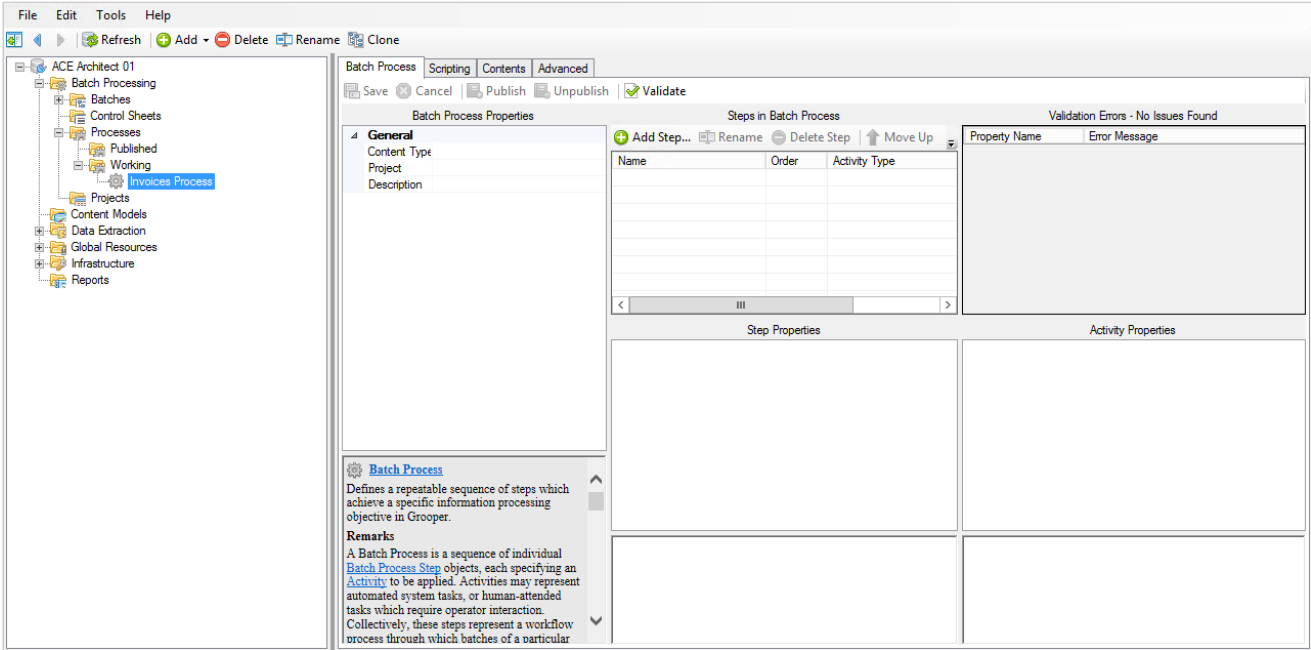 File Edit Tools Help
Refresh Add Delete Rename Clone
ACE Architect 01
Batch Processing
Batches
Control Sheets
Processes
Published
Working
Invoices Process
Projects
Content Models
Data Extraction
Global Resources
Infrastructure
Reports
Batch Process Scripting Contents Advanced
Save Cancel Publish Unpublish Validate
Batch Process Properties
General
Content Type
Project
Description
Batch Process
Defines a repeatable sequence of steps which
achieve a specific information processing
objective in Grooper.
Remarks
A Batch Process is a sequence of individual
Batch Process Step objects, each specifying an
Activity to be applied. Activities may represent
automated system tasks, or human-attended
tasks which require operator interaction.
Collectively, these steps represent a workflow
process through which batches of a particular
Steps in Batch Process
Add Step... Rename Delete Step Move Up
Name Order Activity Type
Step Properties
Validation Errors - No Issues Found
Property Name Error Message
Activity Properties